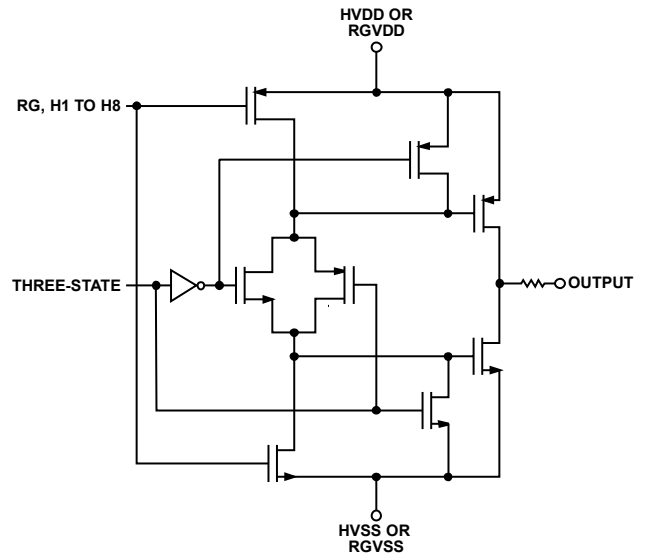 HVDD OR
RGVDD
RG, H1 TO H8
THREE-STATE
OUTPUT
HVSS OR
RGVSS